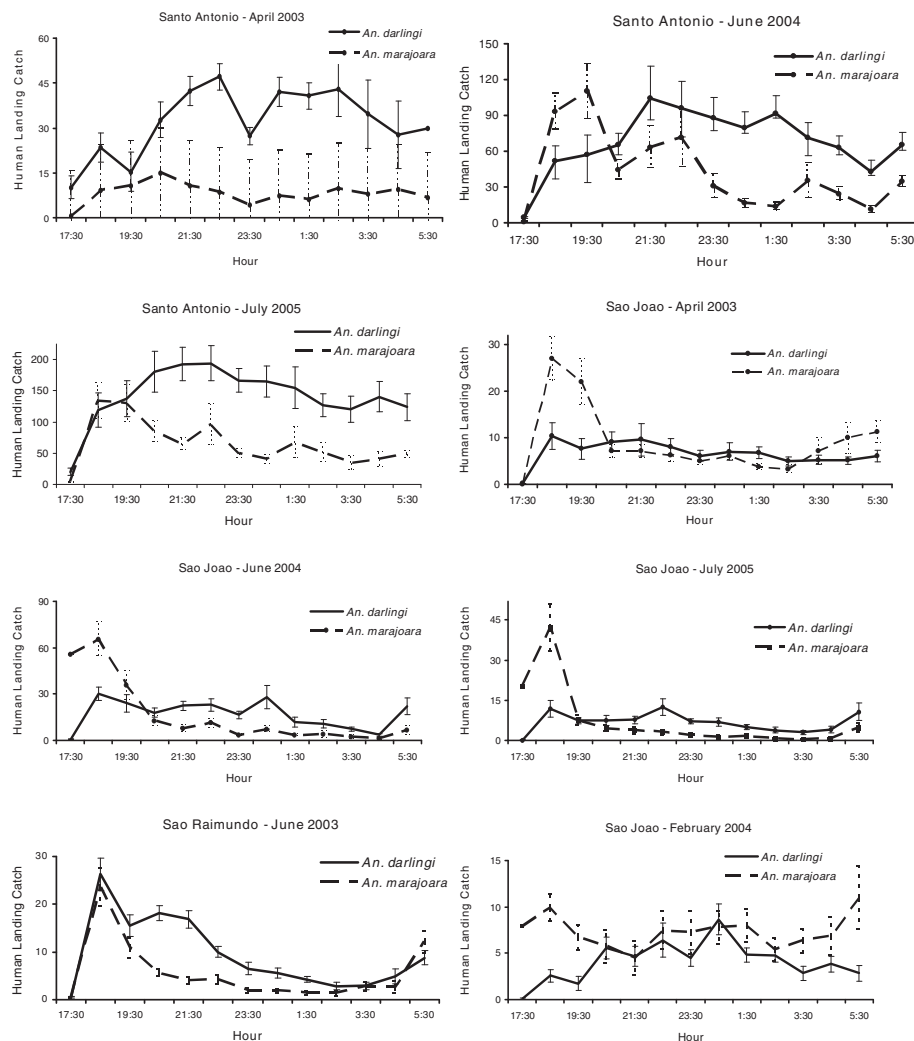 Santo Antonio - April 2003
An. darlingi
An. marajoara
Human Landing Catch
60
45
30
15
0
17:30 19:30 21:30 23:30 1:30 3:30 5:30
Hour
Santo Antonio - June 2004
An. darlingi
An. marajoara
Human Landing Catch
150
120
90
60
30
0
17:30 19:30 21:30 23:30 1:30 3:30 5:30
Hour
Santo Antonio - July 2005
An. darlingi
An. marajoara
Human Landing Catch
200
150
100
50
0
17:30 19:30 21:30 23:30 1:30 3:30 5:30
Hour
Sao Joao - April 2003
An. darlingi
An. marajoara
Human Landing Catch
30
20
10
0
17:30 19:30 21:30 23:30 1:30 3:30 5:30
Hour
Sao Joao - June 2004
An. darlingi
An. marajoara
Human Landing Catch
90
60
30
0
17:30 19:30 21:30 23:30 1:30 3:30 5:30
Hour
Sao Joao - July 2005
An. darlingi
An. marajoara
Human Landing Catch
45
30
15
0
17:30 19:30 21:30 23:30 1:30 3:30 5:30
Hour
Sao Raimundo - June 2003
An. darlingi
An. marajoara
Human Landing Catch
30
20
10
0
17:30 19:30 21:30 23:30 1:30 3:30 5:30
Hour
Sao Joao - February 2004
An. darlingi
An. marajoara
Human Landing Catch
15
10
5
0
17:30 19:30 21:30 23:30 1:30 3:30 5:30
Hour